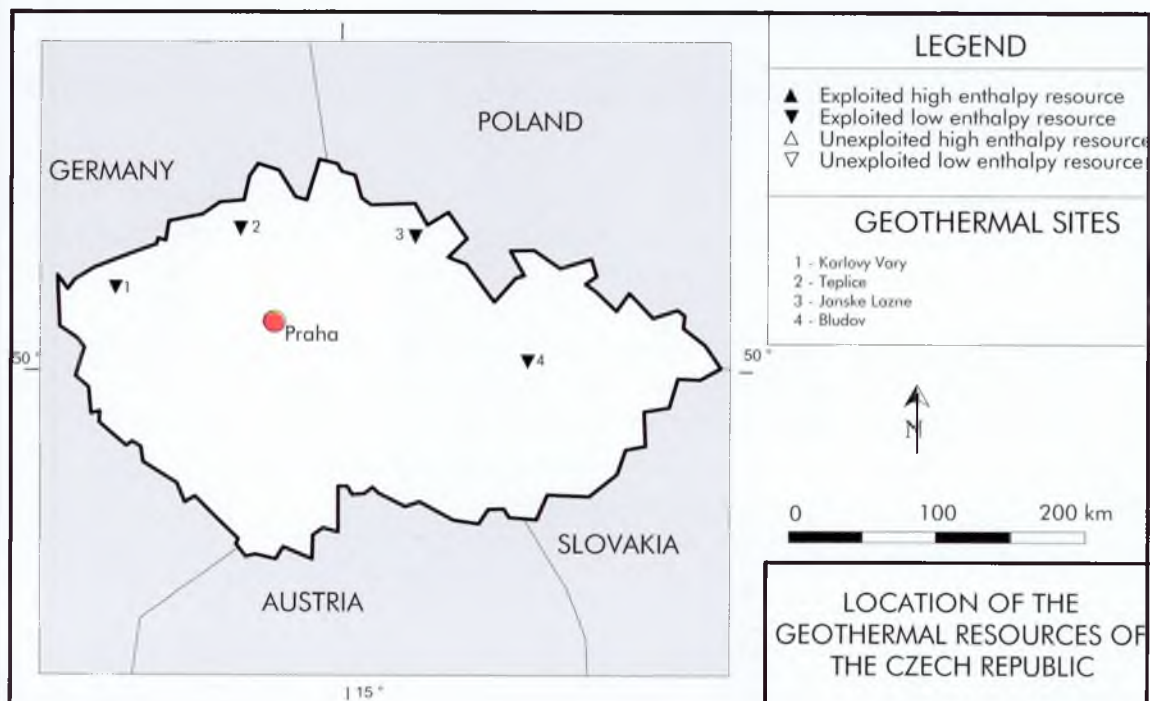 GERMANY
POLAND
2
3
1
Praha
4
50 °
50 °
SLOVAKIA
AUSTRIA
15 °
LEGEND
Exploited high enthalpy resource
Exploited low enthalpy resource
Unexploited high enthalpy resource
Unexploited low enthalpy resource
GEOTHERMAL SITES
1 - Karlovy Vary
2 - Teplice
3 - Janske Lazne
4 - Bludov
N
0 100 200 km
LOCATION OF THE
GEOTHERMAL RESOURCES OF
THE CZECH REPUBLIC